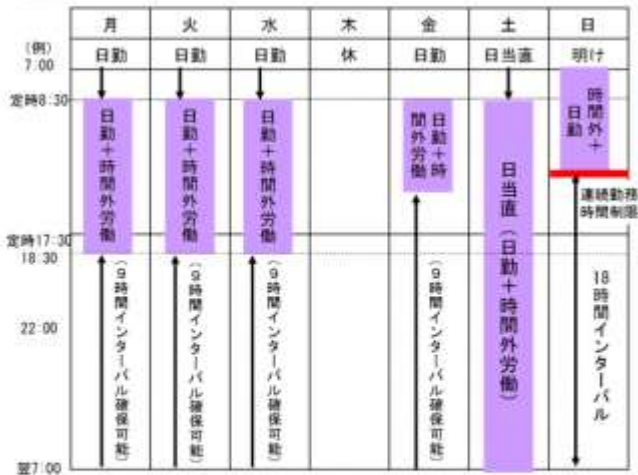 月 火 水 木 金 土 日
(例) 日勤 日勤 日勤 休 日勤 日当直 明け
7:00
定時8:30
日勤＋時間外労働
日勤＋時間外労働
日勤＋時間外労働
日勤＋時
間外労働
日当直（日勤＋時間外労働）
時間外＋
日勤
連続勤務
時間制限
定時17:30
18:30
22:00
翌7:00
（９時間インターバル確保可能）
（９時間インターバル確保可能）
（９時間インターバル確保可能）
（９時間インターバル確保可能）
18時間インターバル